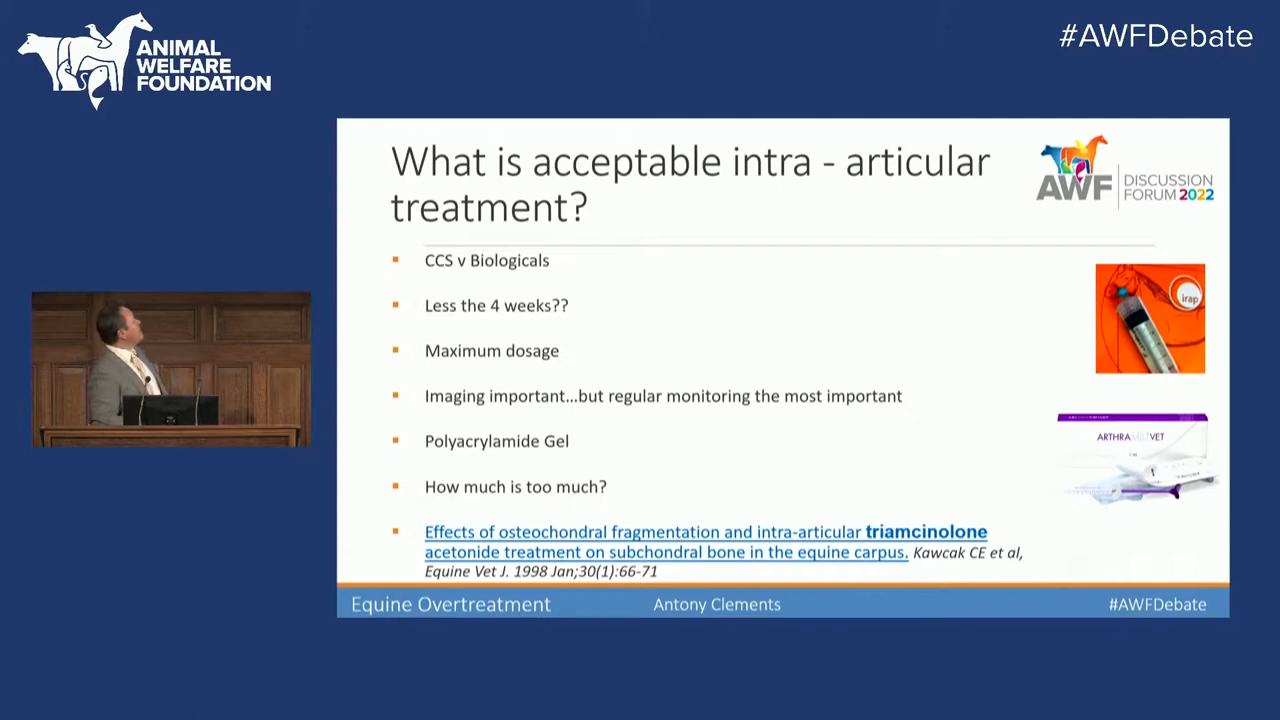 ANIMAL
WELFARE
FOUNDATION
#AWFDebate
What is acceptable intra - articular
treatment?
AWF
DISCUSSION
FORUM 2022
CCS v Biologicals
Less the 4 weeks??
Maximum dosage
Imaging important...but regular monitoring the most important
Polyacrylamide Gel
How much is too much?
Effects of osteochondral fragmentation and intra-articular triamcinolone
acetonide treatment on subchondral bone in the equine carpus. Kawcak CE et al,
Equine Vet J. 1998 Jan;30(1):66-71
irap
ARTHRAMIDVET
Equine Overtreatment
Antony Clements
#AWFDebate